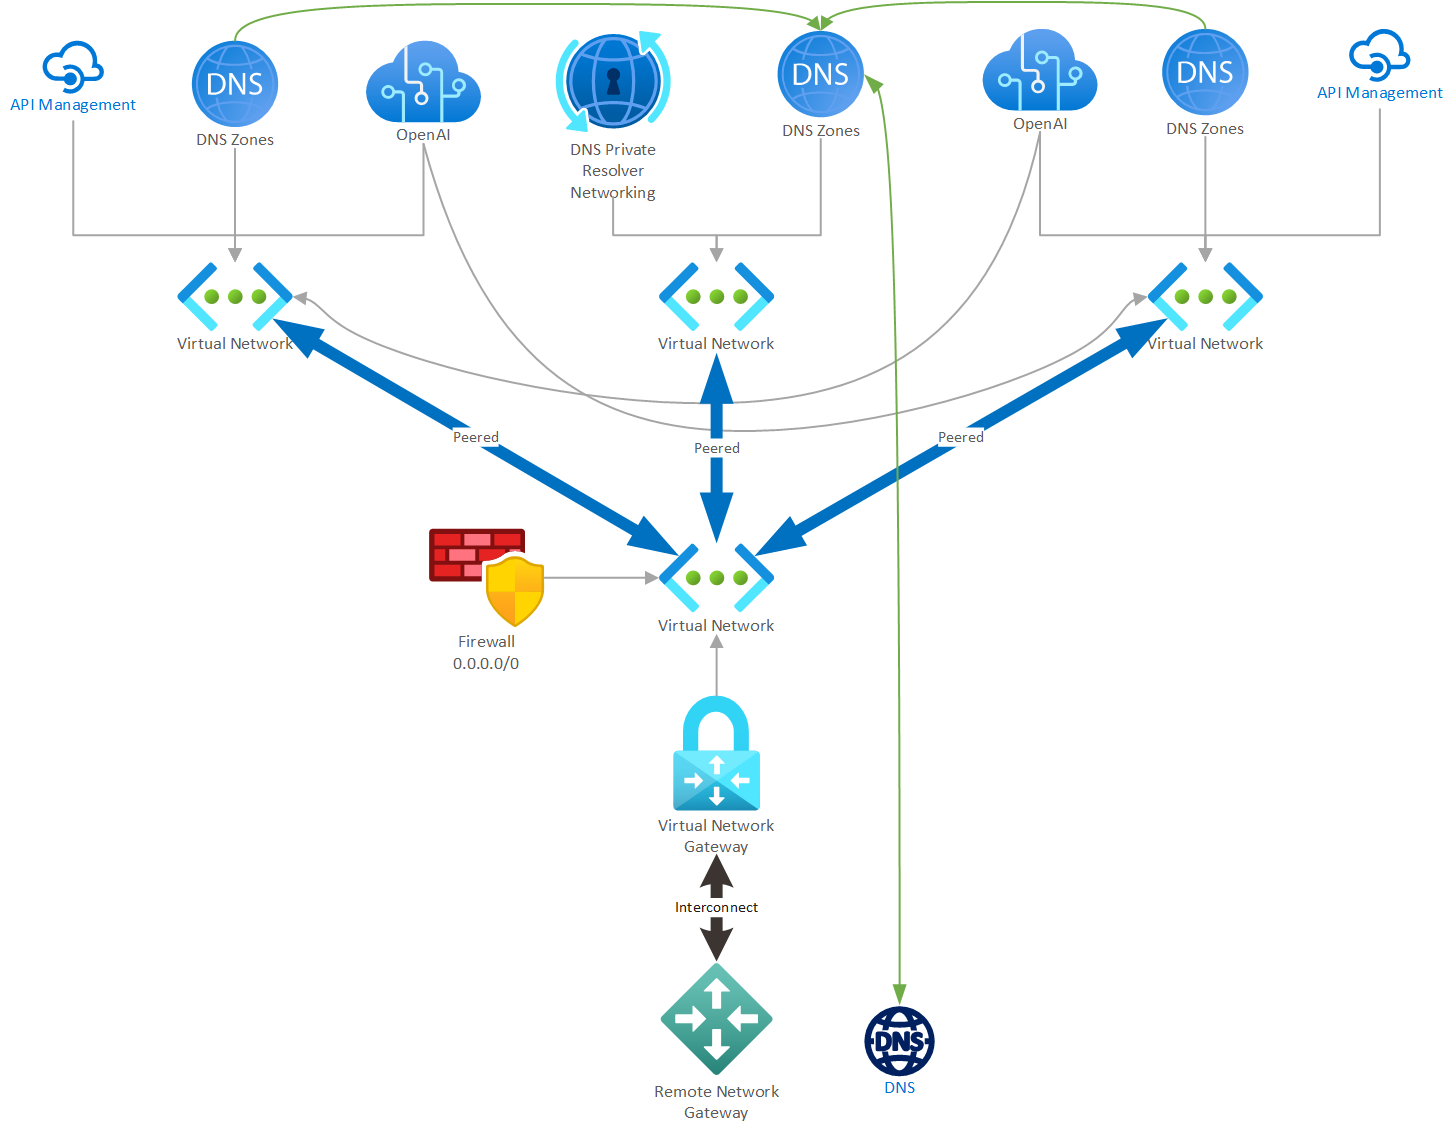 API Management
DNS
DNS Zones
OpenAI
DNS Private
Resolver
Networking
DNS
DNS Zones
OpenAI
DNS
DNS Zones
API Management
Virtual Network
Virtual Network
Virtual Network
Peered
Peered
Peered
Virtual Network
Firewall
0.0.0.0/0
Virtual Network
Gateway
Interconnect
Remote Network
Gateway
DNS
DNS